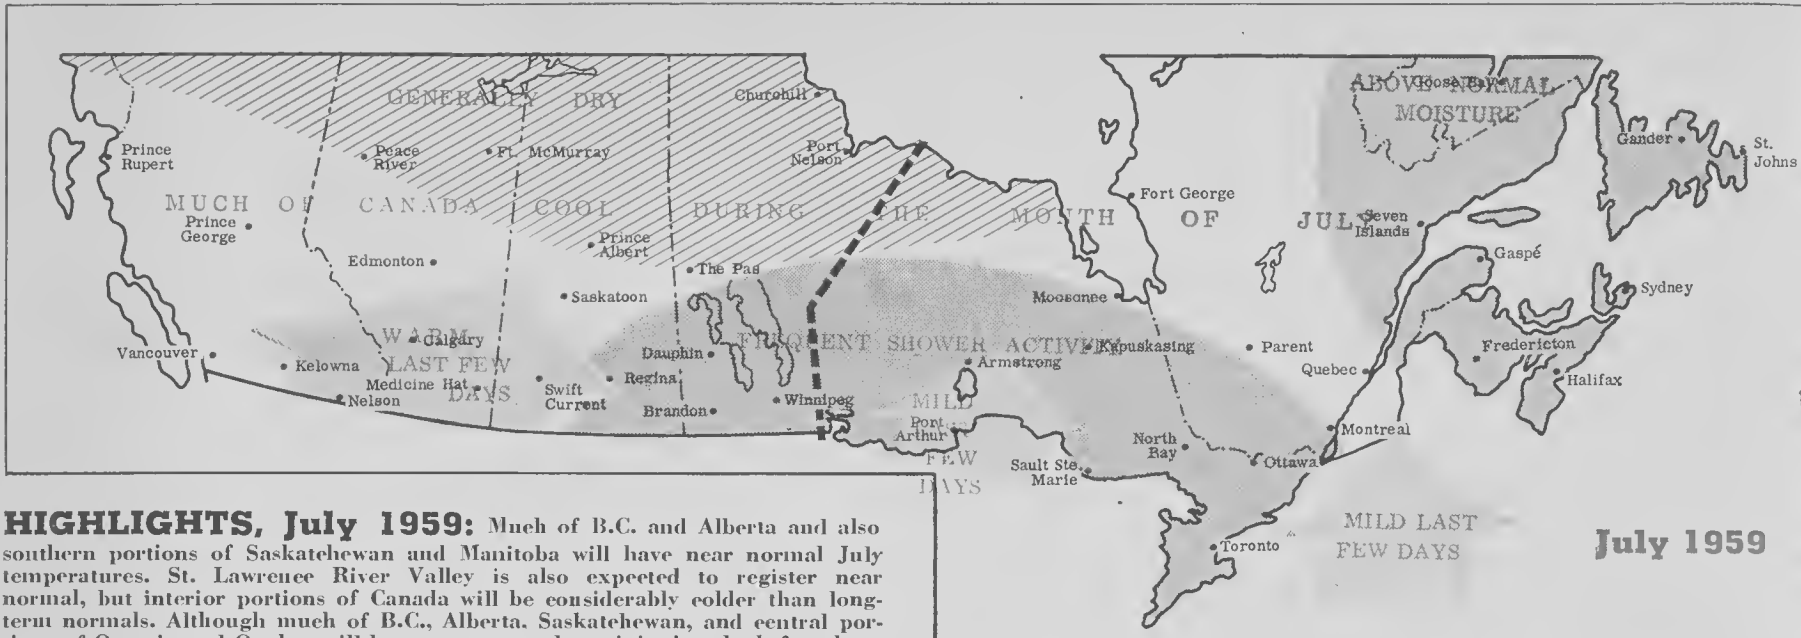 GENERALLY DRY
Churchill
ABOVE NORMAL
Goose Bay
MOISTURE
Prince
Rupert
Peace
River
Ft. McMurray
Port
Nelson
Gander
St.
Johns
MUCH OF CANADA COOL DURING THE MONTH OF JULY
Fort George
Prince
George
Seven
Islands
Prince
Albert
Edmonton
The Pas
Gaspé
Saskatoon
Moosonee
Sydney
WARM
LAST FEW
DAYS
Calgary
FREQUENT SHOWER ACTIVITY
Kapuskasing
Parent
Fredericton
Vancouver
Dauphin
Armstrong
Kelowna
Quebec
Halifax
Medicine Hat
Nelson
Swift
Current
Regina
Brandon
Winnipeg
MILD
FEW
DAYS
Port
Arthur
Montreal
North
Bay
Ottawa
Sault Ste.
Marie
Toronto
MILD LAST
FEW DAYS
July 1959
HIGHLIGHTS, July 1959: Much of B.C. and Alberta and also
southern portions of Saskatchewan and Manitoba will have near normal July
temperatures. St. Lawrence River Valley is also expected to register near
normal, but interior portions of Canada will be considerably colder than long-
term normals. Although much of B.C., Alberta, Saskatchewan, and central por-